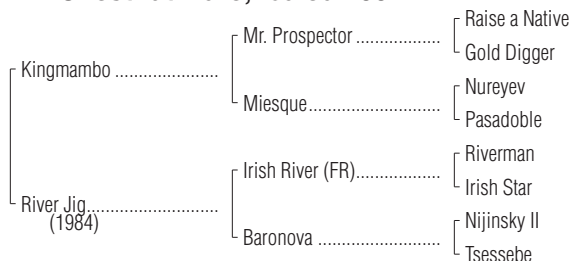 Raise a Native
Mr. Prospector ..................
Gold Digger
Kingmambo ......................
Nureyev
Miesque............................
Pasadoble
Riverman
Irish River (FR)..................
Irish Star
River Jig............................
(1984)
Nijinsky II
Baronova ..........................
Tsessebe